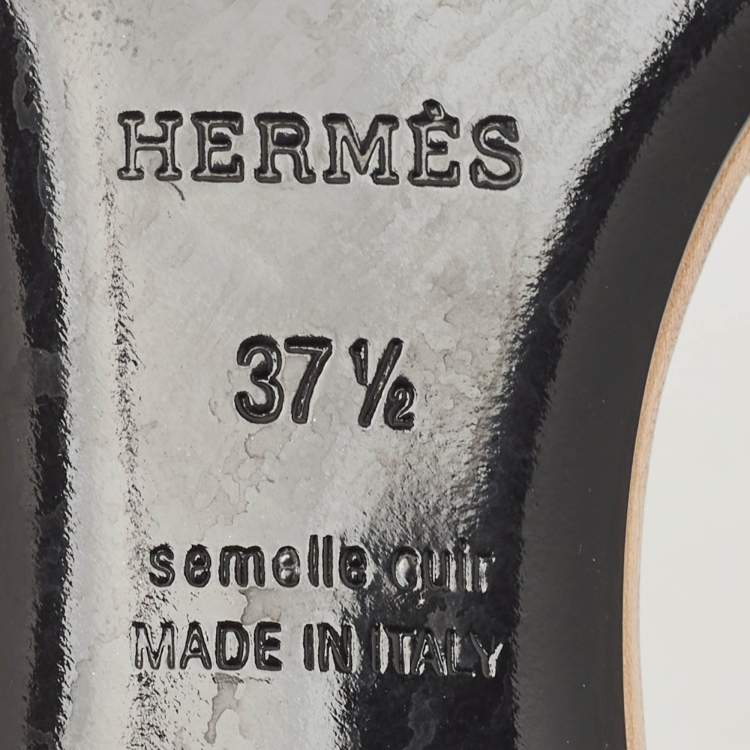 HERMÈS
37 ½
semelle cuir
MADE IN ITALY